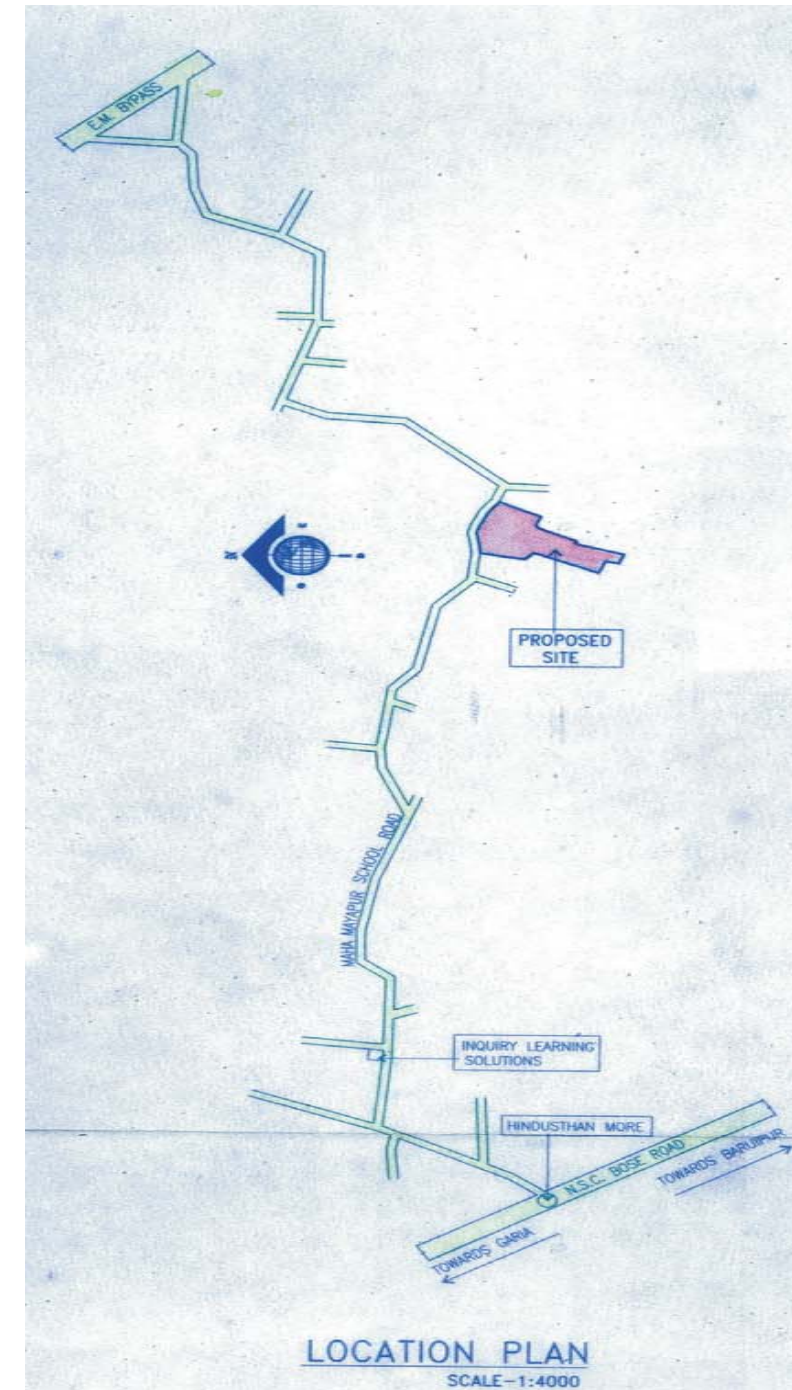 E.M. BYPASS
N
E
S
PROPOSED
SITE
MAHA MAYAPUR SCHOOL ROAD
INQUIRY LEARNING
SOLUTIONS
HINDUSTHAN MORE
N.S.C. BOSE ROAD
TOWARDS BARUIPUR
TOWARDS GARIA
LOCATION PLAN
SCALE-1:4000